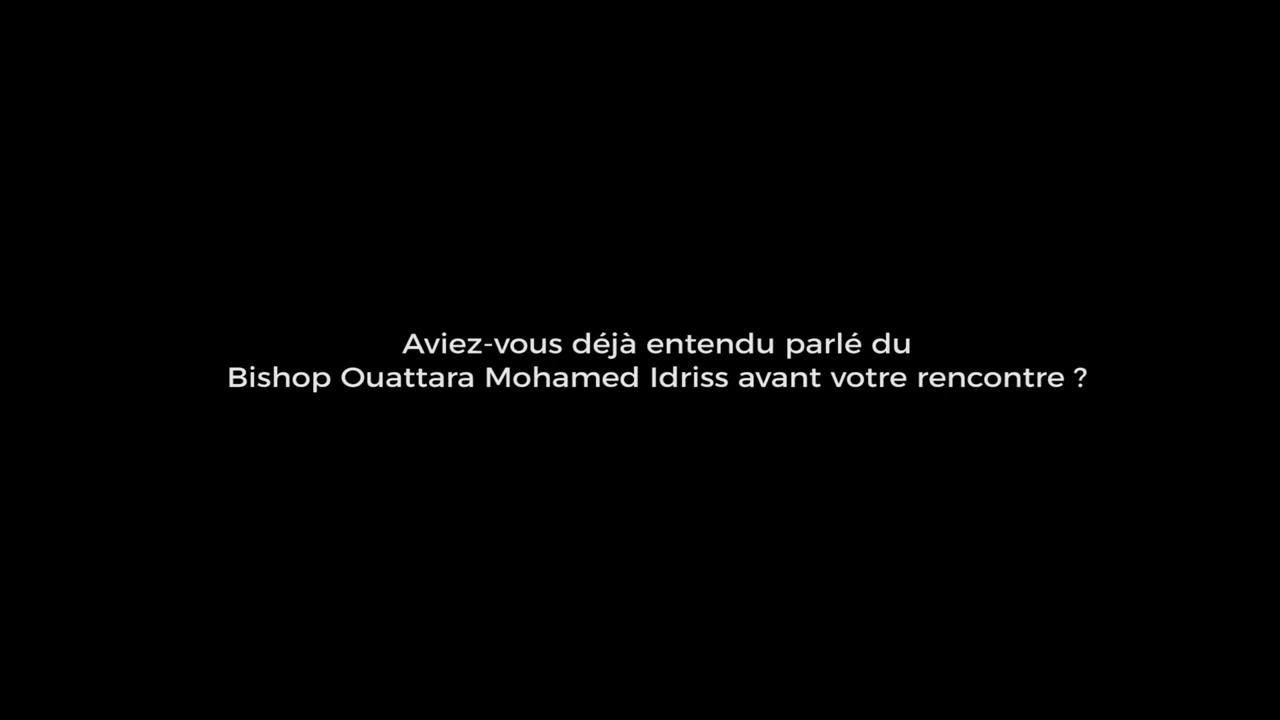 Aviez-vous déjà entendu parlé du
Bishop Ouattara Mohamed Idriss avant votre rencontre ?